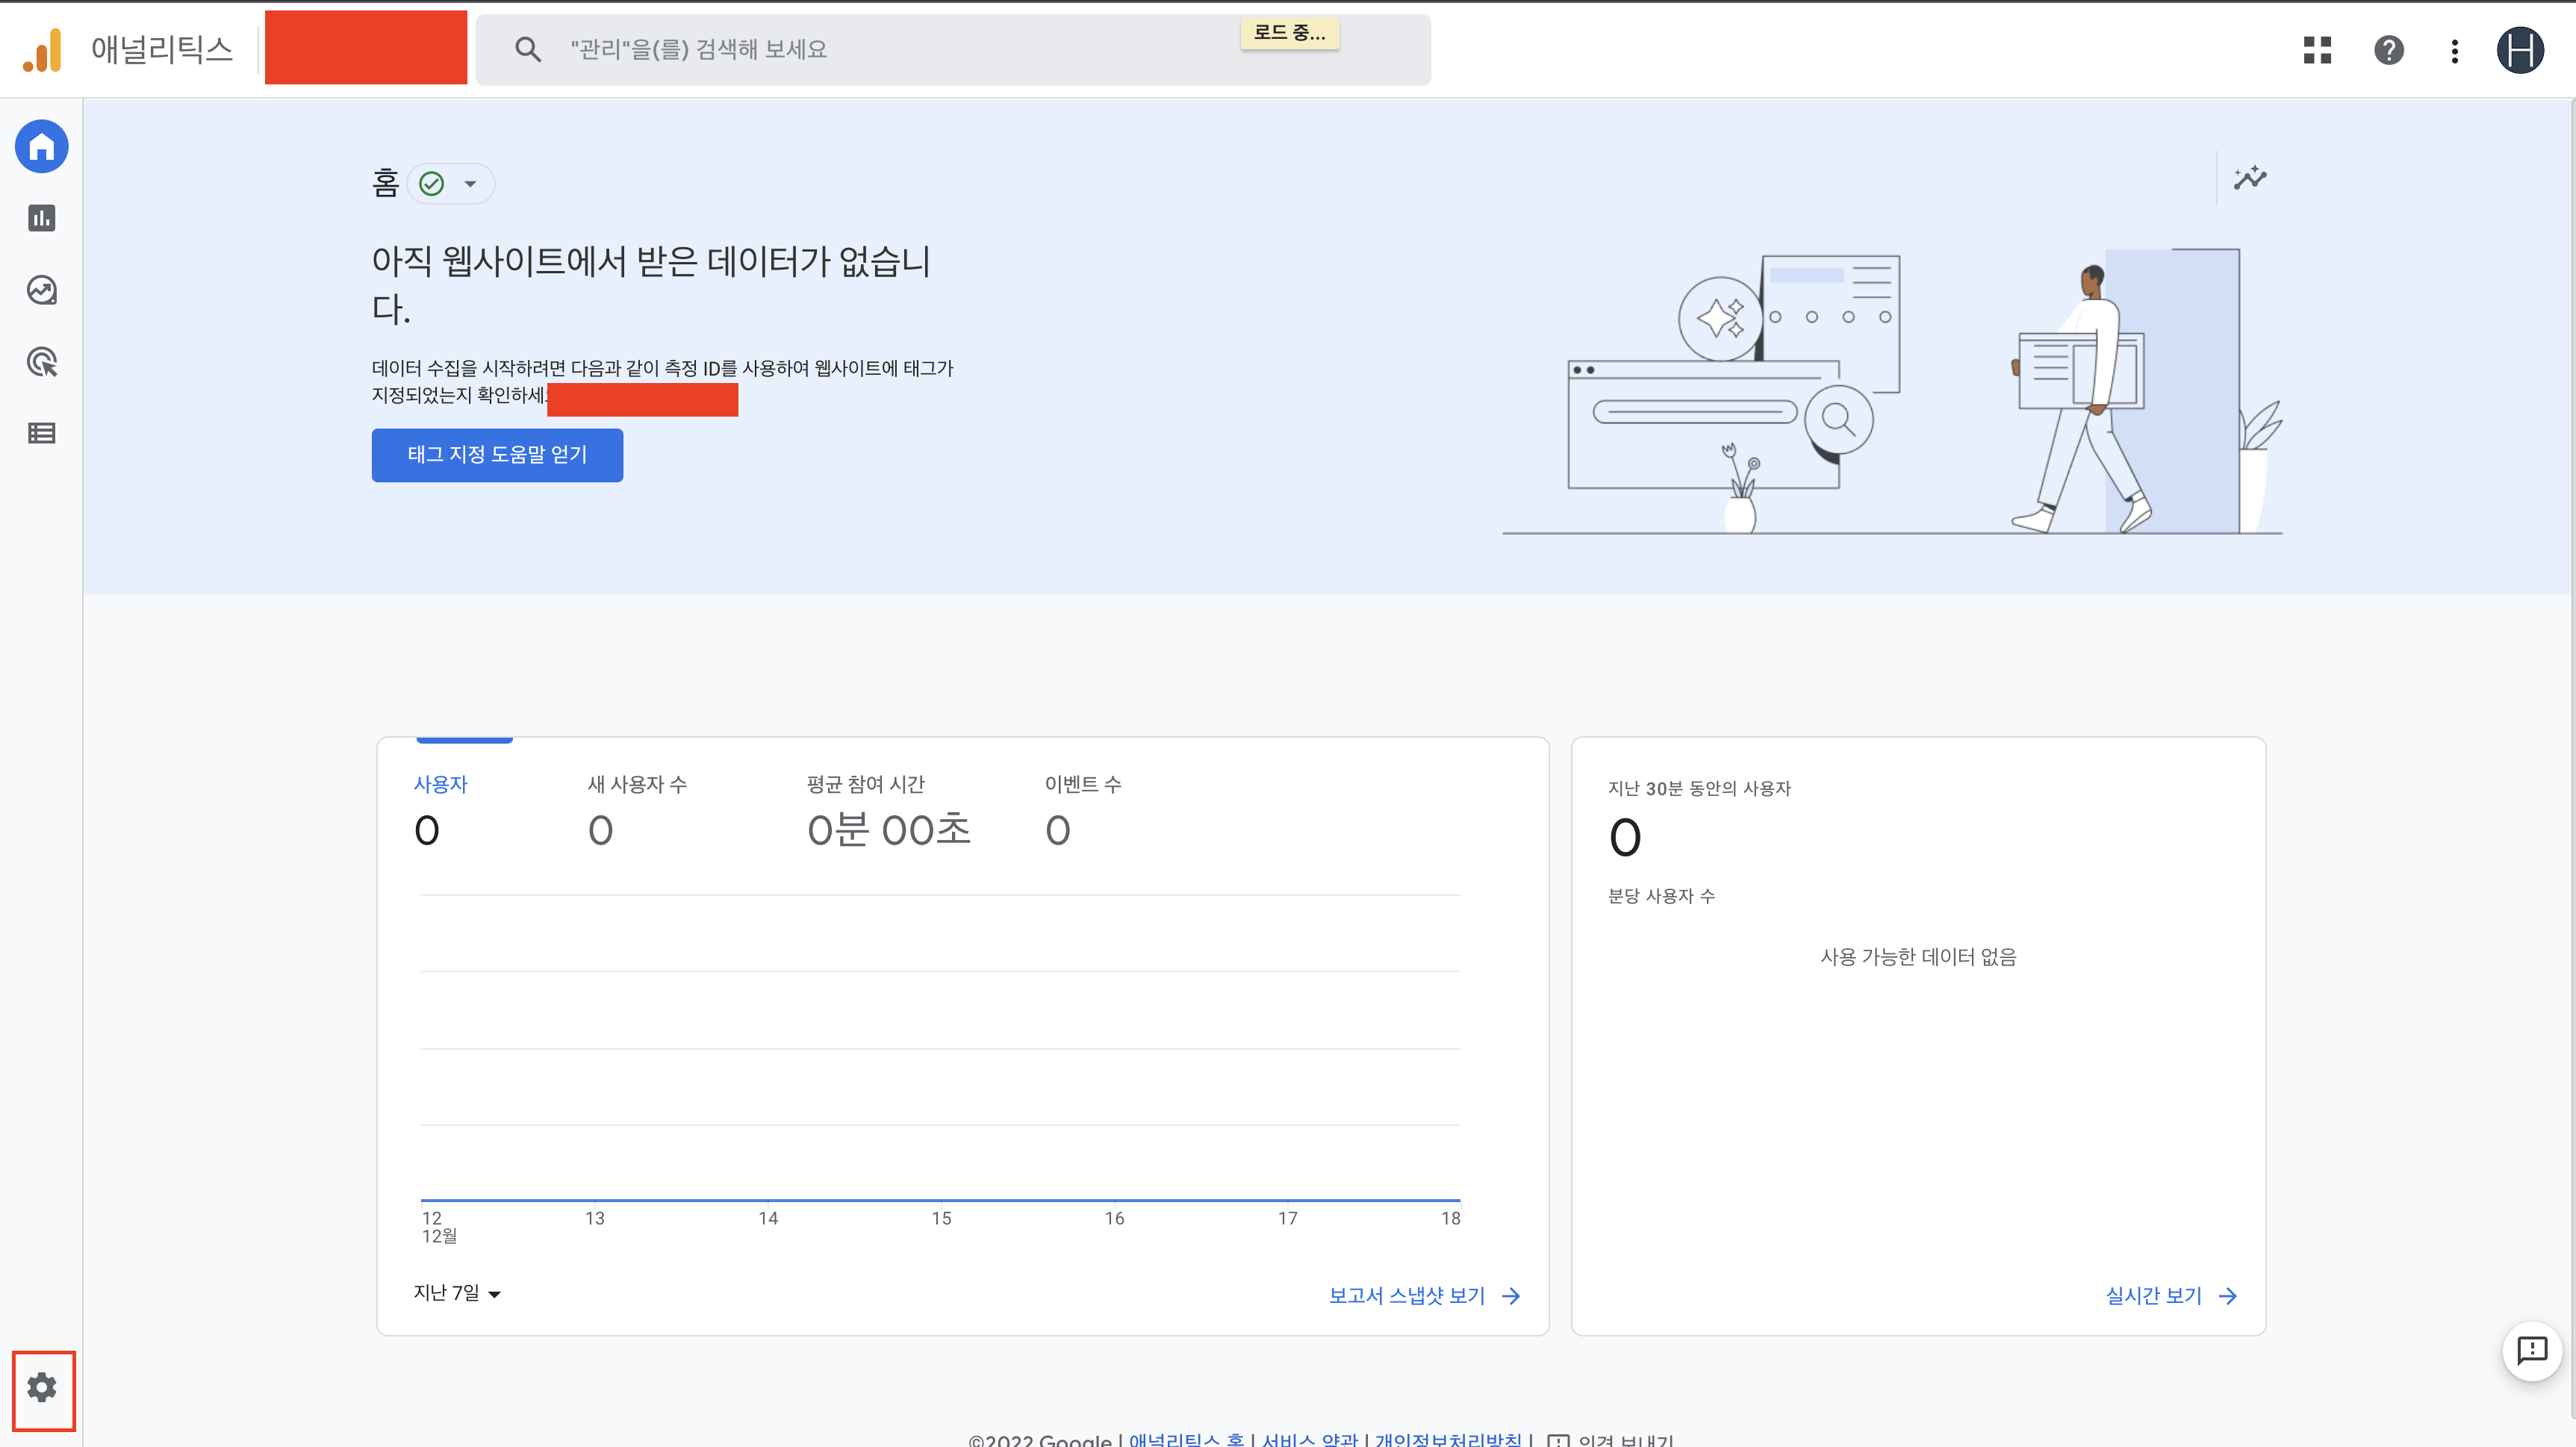 애널리틱스
"관리"을(를) 검색해 보세요
로드 중...
홈
아직 웹사이트에서 받은 데이터가 없습니
다.
데이터 수집을 시작하려면 다음과 같이 측정 ID를 사용하여 웹사이트에 태그가
지정되었는지 확인하세
태그 지정 도움말 얻기
사용자
0
새 사용자 수
0
평균 참여 시간
0분 00초
이벤트 수
0
12 13 14 15 16 17 18
12월
지난 7일
보고서 스냅샷 보기
지난 30분 동안의 사용자
0
분당 사용자 수
사용 가능한 데이터 없음
실시간 보기
©2022 Google | 애널리틱스 홈 | 서비스 약관 | 개인정보처리방침 | 의견 보내기